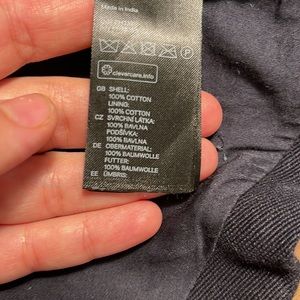 Made in India
clevercare.info
GB SHELL:
100% COTTON
LINING:
100% COTTON
CZ SVRCHNÍ LÁTKA:
100% BAVLNA
PODŠÍVKA:
100% BAVLNA
DE OBERMATERIAL:
100% BAUMWOLLE
FUTTER:
100% BAUMWOLLE
EE ÜMBRIS: